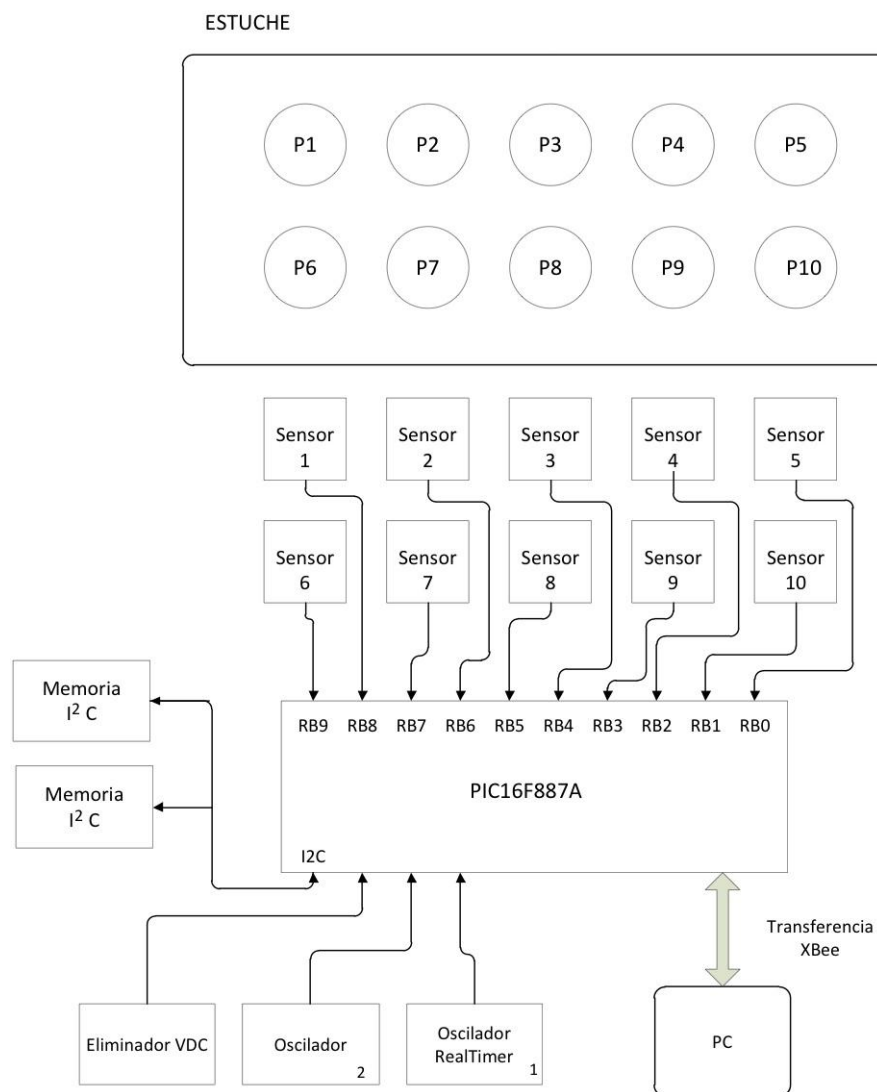 ESTUCHE
P1 P2 P3 P4 P5
P6 P7 P8 P9 P10
Sensor 1
Sensor 2
Sensor 3
Sensor 4
Sensor 5
Sensor 6
Sensor 7
Sensor 8
Sensor 9
Sensor 10
Memoria
I² C
Memoria
I² C
RB9 RB8 RB7 RB6 RB5 RB4 RB3 RB2 RB1 RB0
PIC16F887A
I2C
Transferencia
XBee
Eliminador VDC
Oscilador
2
Oscilador
RealTimer
1
PC